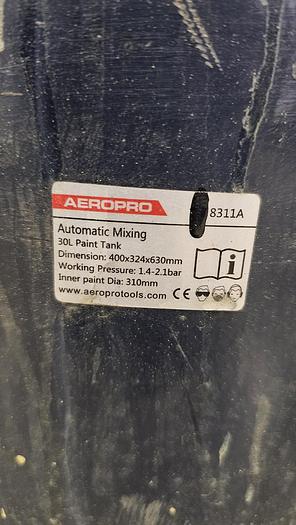 AEROPRO
8311A
Automatic Mixing
30L Paint Tank
Dimension: 400x324x630mm
Working Pressure: 1.4-2.1bar
Inner paint Dia: 310mm
www.aeroprotools.com CE
i